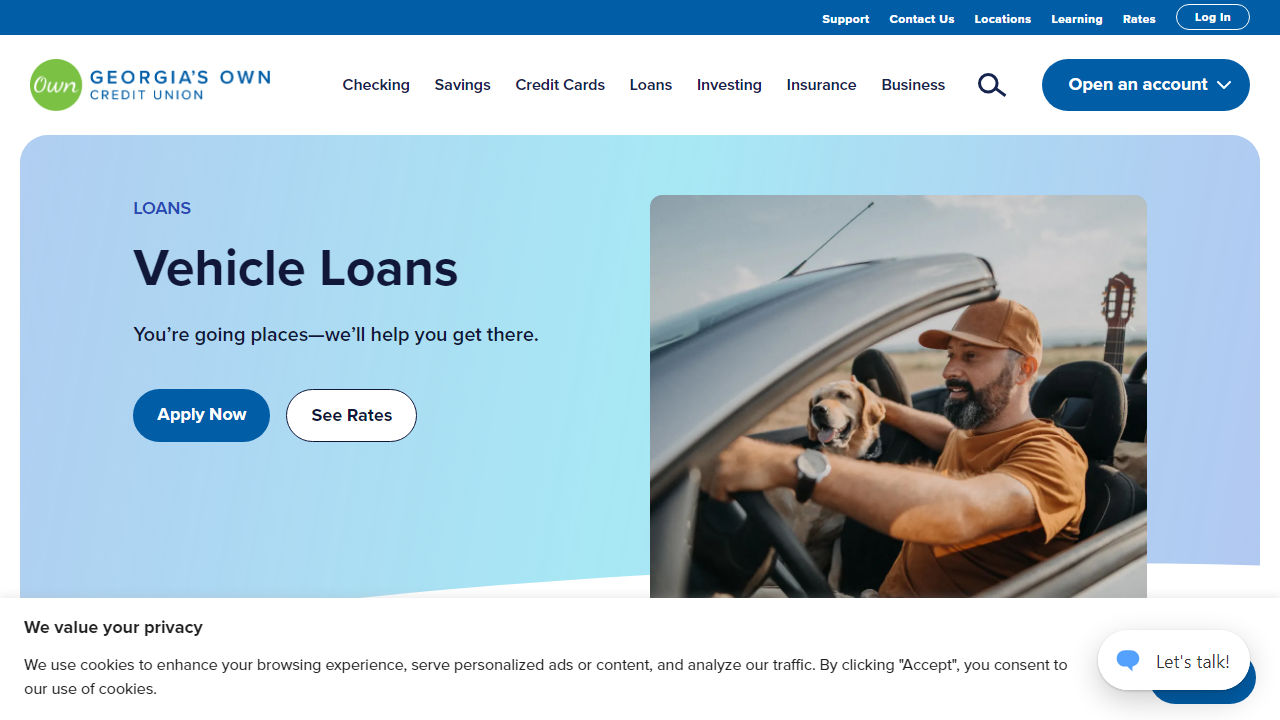 Support Contact Us Locations Learning Rates Log In
Own GEORGIA'S OWN
CREDIT UNION
Checking Savings Credit Cards Loans Investing Insurance Business Open an account
LOANS
Vehicle Loans
You're going places—we'll help you get there.
Apply Now See Rates
We value your privacy
We use cookies to enhance your browsing experience, serve personalized ads or content, and analyze our traffic. By clicking "Accept", you consent to
our use of cookies.
Let's talk!